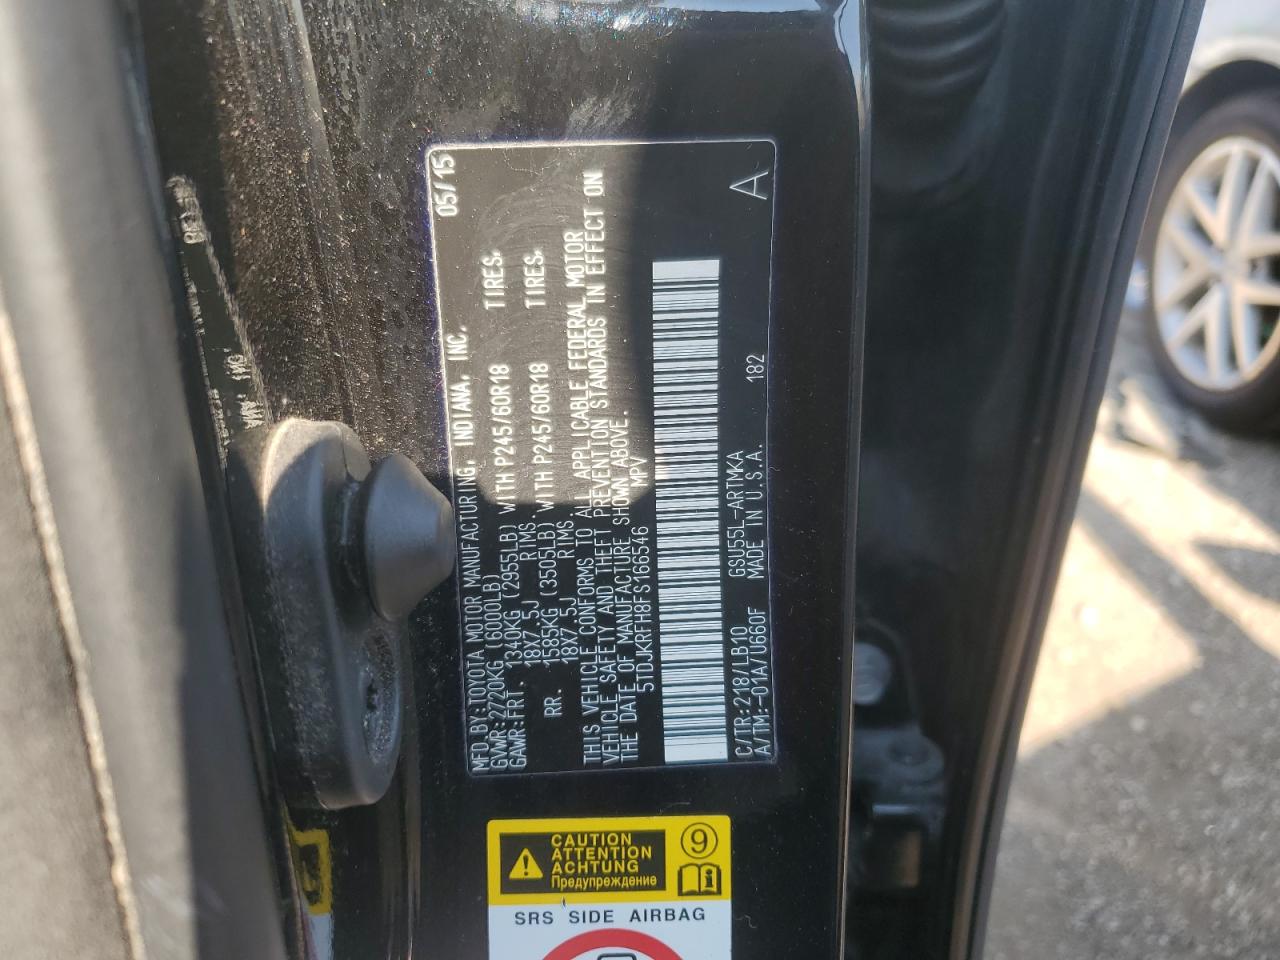 MFD.BY:TOYOTA MOTOR MANUFACTURING, INDIANA, INC. 05/15
GVWR:2720KG (6000LB)
GAWR:FRT. 1340KG (2955LB) WITH P245/60R18 TIRES.
18X7.5J RIMS
RR. 1585KG (3505LB) WITH P245/60R18 TIRES.
18X7.5J RIMS
THIS VEHICLE CONFORMS TO ALL APPLICABLE FEDERAL MOTOR
VEHICLE SAFETY AND THEFT PREVENTION STANDARDS IN EFFECT ON
THE DATE OF MANUFACTURE SHOWN ABOVE.
5TDJKRFH8FS166546 MPV
C/TR:218/LB10 GSU55L-ARTMKA
A/TM:-01A/U660F MADE IN U.S.A. 182 A
CAUTION
ATTENTION
ACHTUNG
Предупреждение
9
i
SRS SIDE AIRBAG